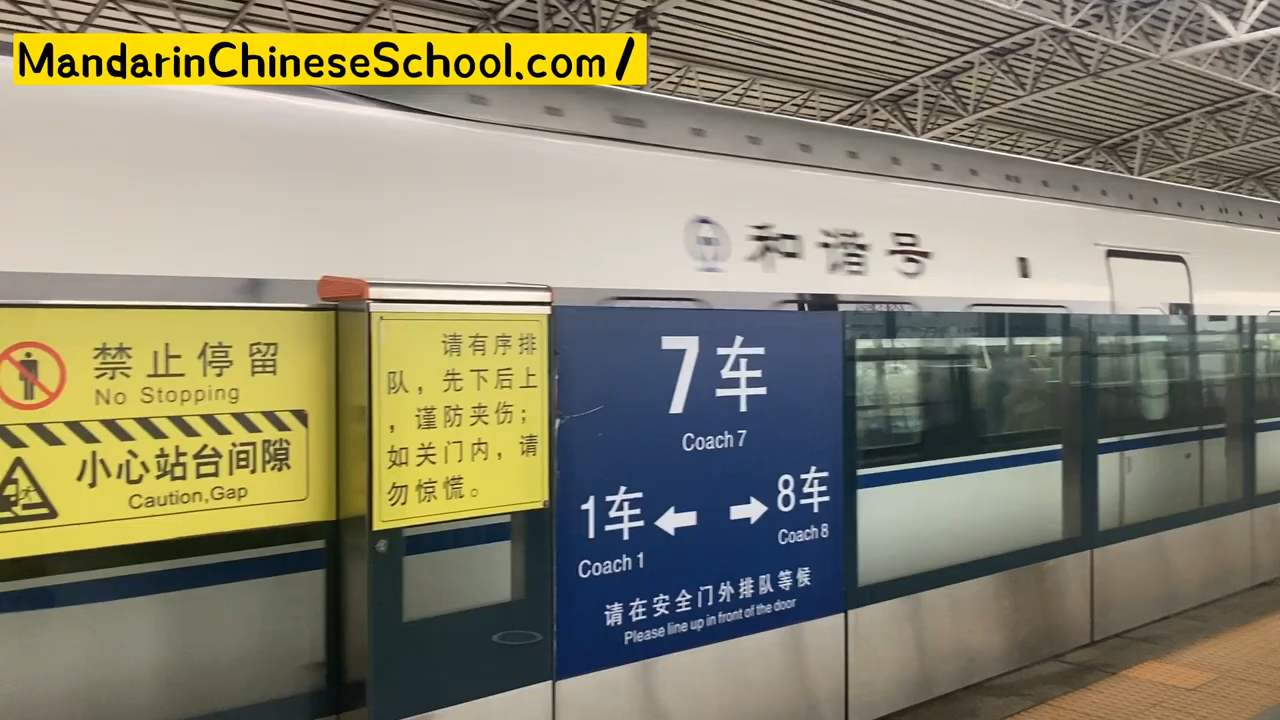 MandarinChineseSchool.com/
和谐号
禁止停留
No Stopping
小心站台间隙
Caution,Gap
请有序排
队，先下后上
，谨防夹伤；
如关门内，请
勿惊慌。
7车
Coach 7
1车
Coach 1
8车
Coach 8
请在安全门外排队等候
Please line up in front of the door